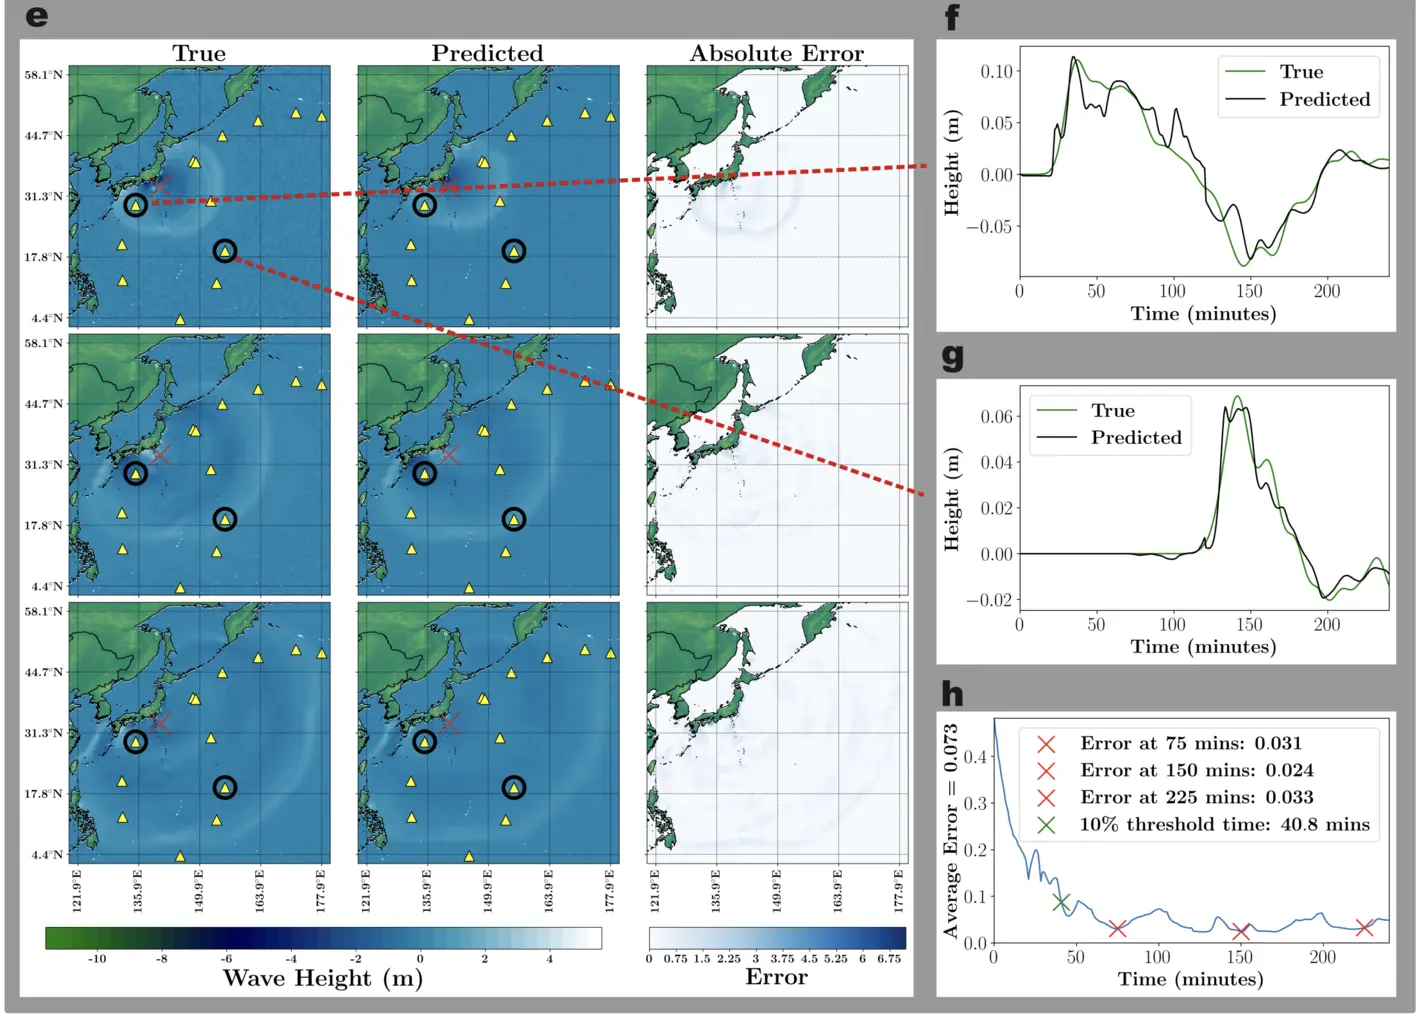 e
True
Predicted
Absolute Error
58.1°N
44.7°N
31.3°N
17.8°N
4.4°N
58.1°N
44.7°N
31.3°N
17.8°N
4.4°N
58.1°N
44.7°N
31.3°N
17.8°N
4.4°N
121.9°E
135.9°E
149.9°E
163.9°E
177.9°E
121.9°E
135.9°E
149.9°E
163.9°E
177.9°E
121.9°E
135.9°E
149.9°E
163.9°E
177.9°E
-10 -8 -6 -4 -2 0 2 4
Wave Height (m)
0 0.75 1.5 2.25 3 3.75 4.5 5.25 6 6.75
Error
f
True
Predicted
Height (m)
0.10
0.05
0.00
−0.05
0 50 100 150 200
Time (minutes)
g
True
Predicted
Height (m)
0.06
0.04
0.02
0.00
−0.02
0 50 100 150 200
Time (minutes)
h
Error at 75 mins: 0.031
Error at 150 mins: 0.024
Error at 225 mins: 0.033
10% threshold time: 40.8 mins
Average Error = 0.073
0.4
0.3
0.2
0.1
0.0
0 50 100 150 200
Time (minutes)